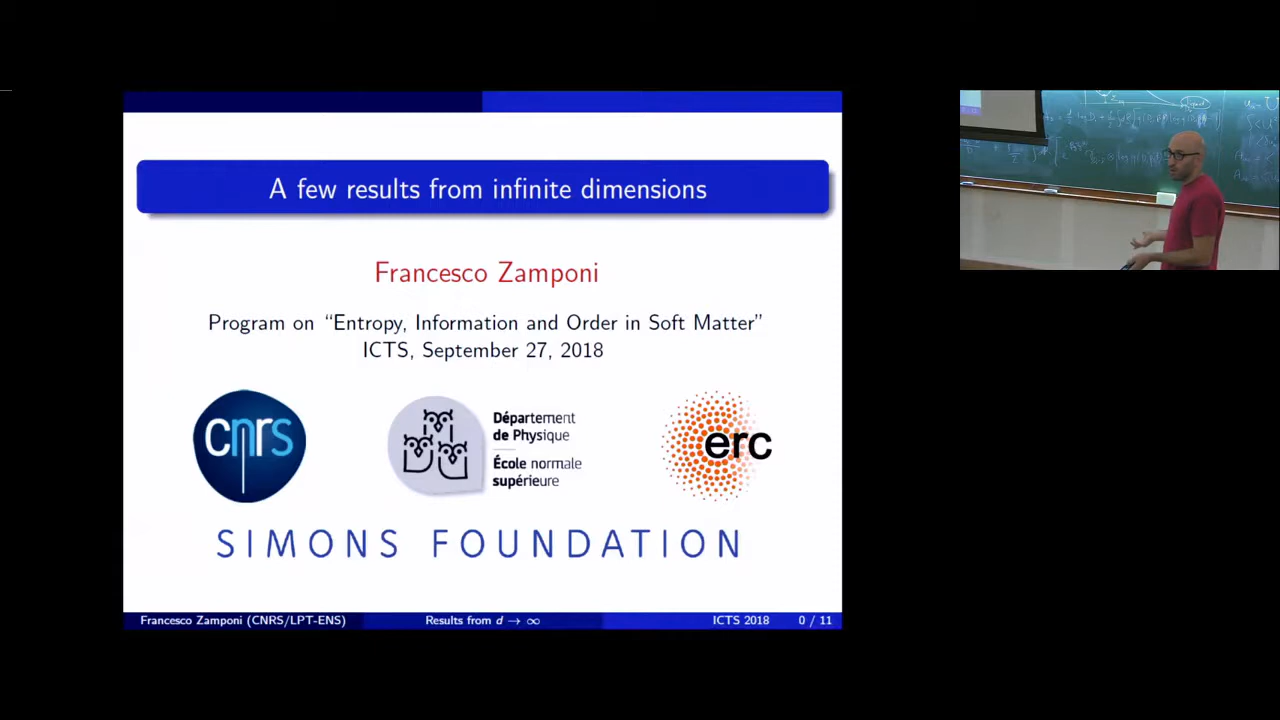 A few results from infinite dimensions
Francesco Zamponi
Program on “Entropy, Information and Order in Soft Matter”
ICTS, September 27, 2018
cnrs
Département
de Physique
École normale
supérieure
erc
SIMONS FOUNDATION
Francesco Zamponi (CNRS/LPT-ENS) Results from d → ∞ ICTS 2018 0 / 11